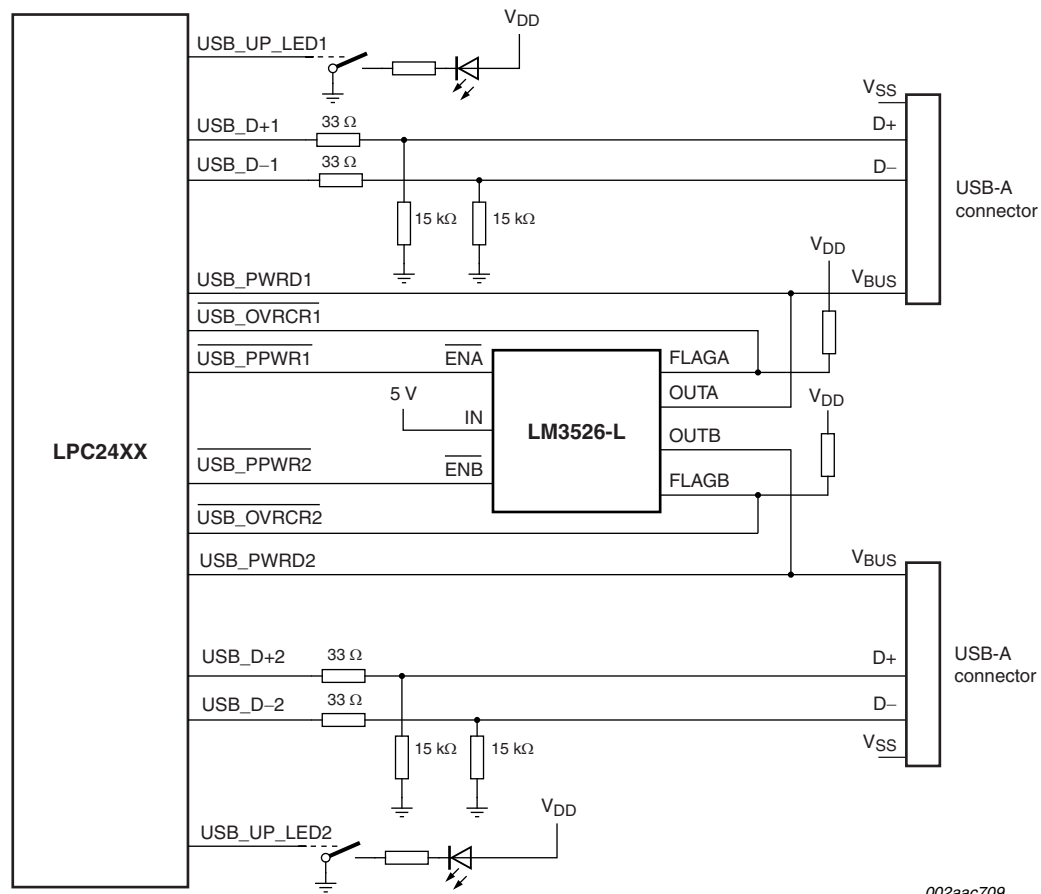 VDD
USB_UP_LED1
VSS
USB_D+1
33 Ω
D+
USB_D−1
33 Ω
D−
USB-A
connector
15 kΩ
15 kΩ
VDD
USB_PWRD1
VBUS
USB_OVRCR1
USB_PPWR1
ENA
FLAGA
5 V
OUTA
VDD
IN
LM3526-L
OUTB
LPC24XX
USB_PPWR2
ENB
FLAGB
USB_OVRCR2
USB_PWRD2
VBUS
USB_D+2
33 Ω
D+
USB-A
connector
USB_D−2
33 Ω
D−
15 kΩ
15 kΩ
VSS
VDD
USB_UP_LED2
002aac709